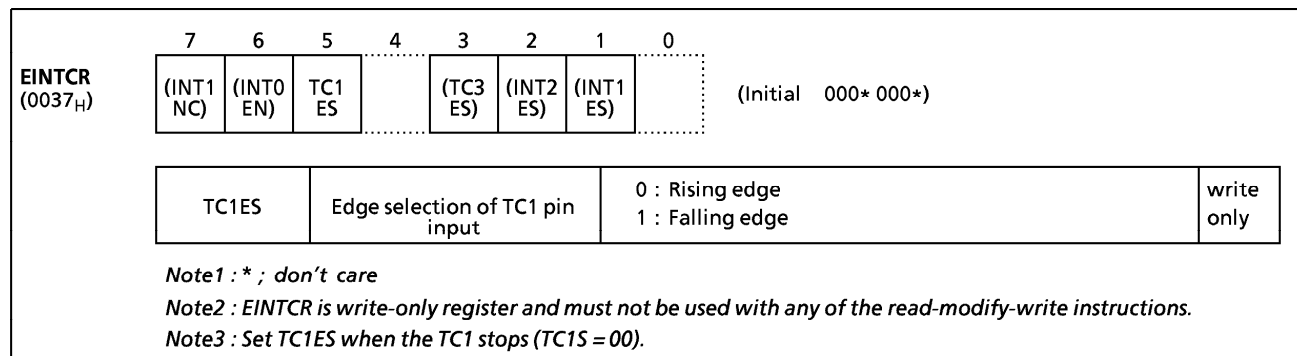 7 6 5 4 3 2 1 0
EINTCR
(0037H)
(INT1 NC)
(INT0 EN)
TC1 ES
(TC3 ES)
(INT2 ES)
(INT1 ES)
(Initial 000* 000*)
TC1ES
Edge selection of TC1 pin
input
0 : Rising edge
1 : Falling edge
write
only
Note1 : * ; don't care
Note2 : EINTCR is write-only register and must not be used with any of the read-modify-write instructions.
Note3 : Set TC1ES when the TC1 stops (TC1S = 00).